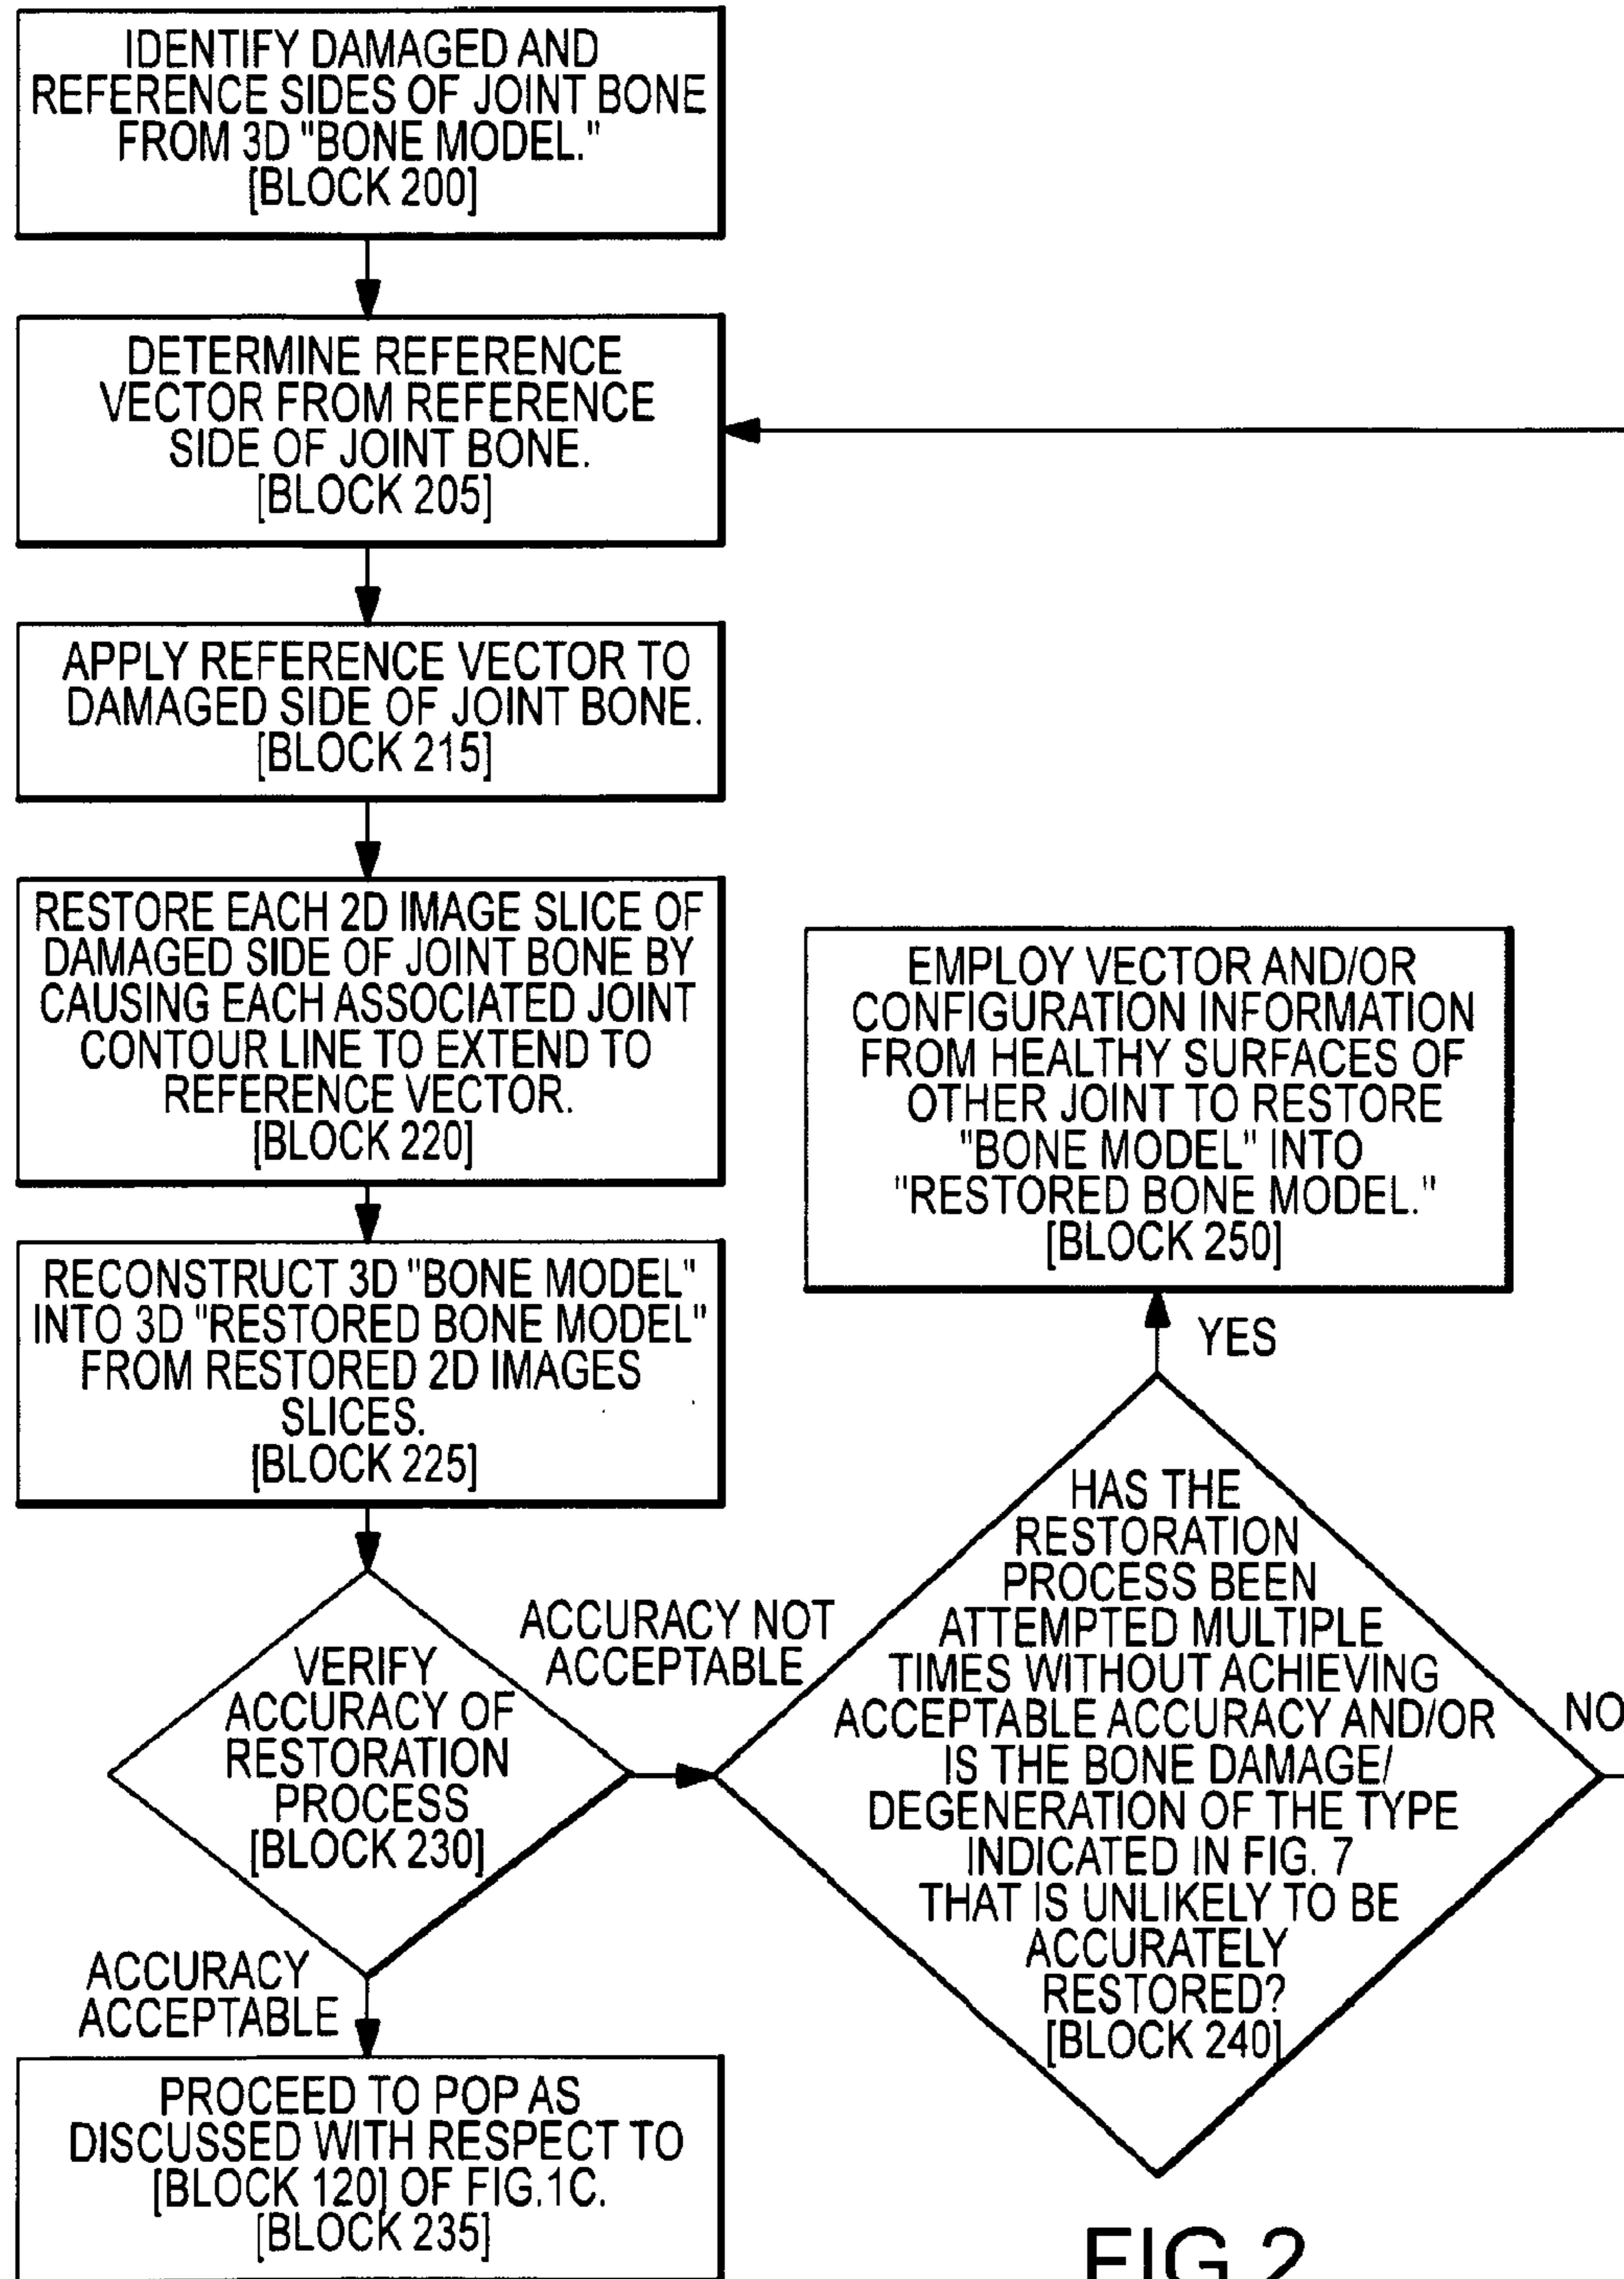 IDENTIFY DAMAGED AND
REFERENCE SIDES OF JOINT BONE
FROM 3D "BONE MODEL."
[BLOCK 200]
DETERMINE REFERENCE
VECTOR FROM REFERENCE
SIDE OF JOINT BONE.
[BLOCK 205]
APPLY REFERENCE VECTOR TO
DAMAGED SIDE OF JOINT BONE.
[BLOCK 215]
RESTORE EACH 2D IMAGE SLICE OF
DAMAGED SIDE OF JOINT BONE BY
CAUSING EACH ASSOCIATED JOINT
CONTOUR LINE TO EXTEND TO
REFERENCE VECTOR.
[BLOCK 220]
RECONSTRUCT 3D "BONE MODEL"
INTO 3D "RESTORED BONE MODEL"
FROM RESTORED 2D IMAGES
SLICES.
[BLOCK 225]
VERIFY
ACCURACY OF
RESTORATION
PROCESS
[BLOCK 230]
ACCURACY
ACCEPTABLE
PROCEED TO POP AS
DISCUSSED WITH RESPECT TO
[BLOCK 120] OF FIG.1C.
[BLOCK 235]
ACCURACY NOT
ACCEPTABLE
HAS THE
RESTORATION
PROCESS BEEN
ATTEMPTED MULTIPLE
TIMES WITHOUT ACHIEVING
ACCEPTABLE ACCURACY AND/OR
IS THE BONE DAMAGE/
DEGENERATION OF THE TYPE
INDICATED IN FIG. 7
THAT IS UNLIKELY TO BE
ACCURATELY
RESTORED?
[BLOCK 240]
NO
YES
EMPLOY VECTOR AND/OR
CONFIGURATION INFORMATION
FROM HEALTHY SURFACES OF
OTHER JOINT TO RESTORE
"BONE MODEL" INTO
"RESTORED BONE MODEL."
[BLOCK 250]
FIG.2